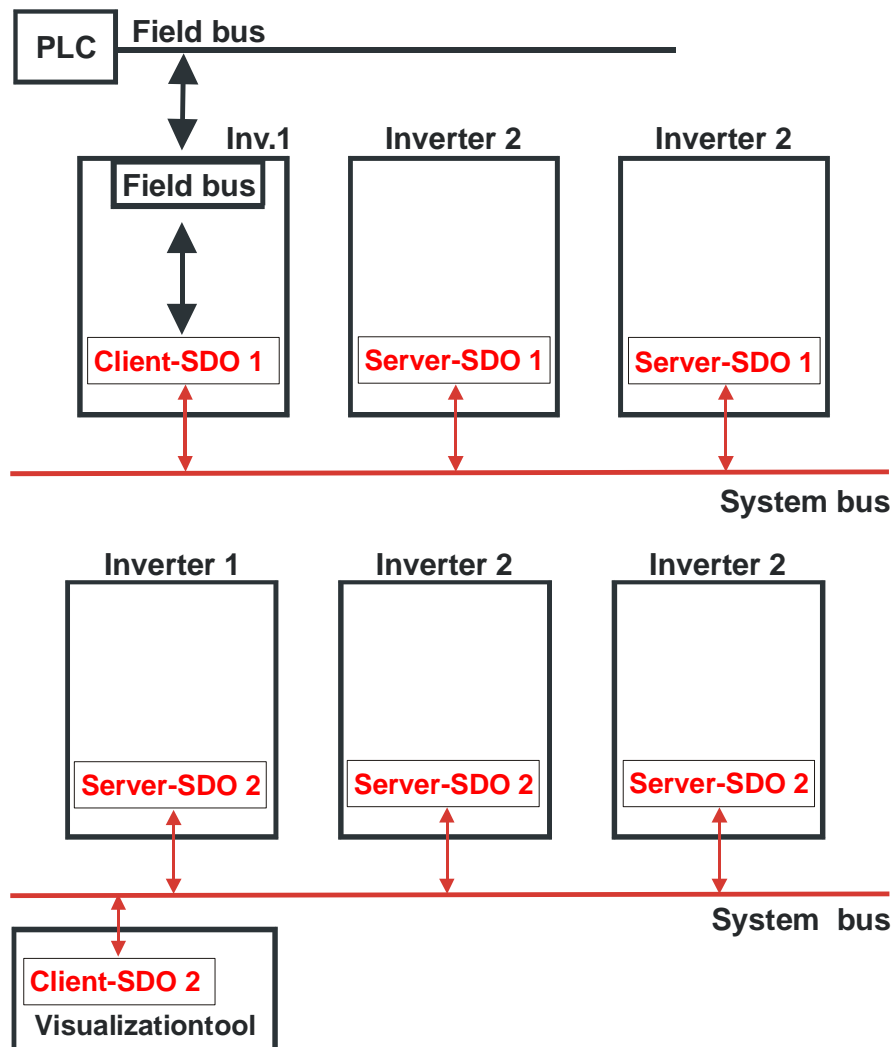 PLC
Field bus
Inv.1
Inverter 2
Inverter 2
Field bus
Client-SDO 1
Server-SDO 1
Server-SDO 1
System bus
Inverter 1
Inverter 2
Inverter 2
Server-SDO 2
Server-SDO 2
Server-SDO 2
System bus
Client-SDO 2
Visualizationtool